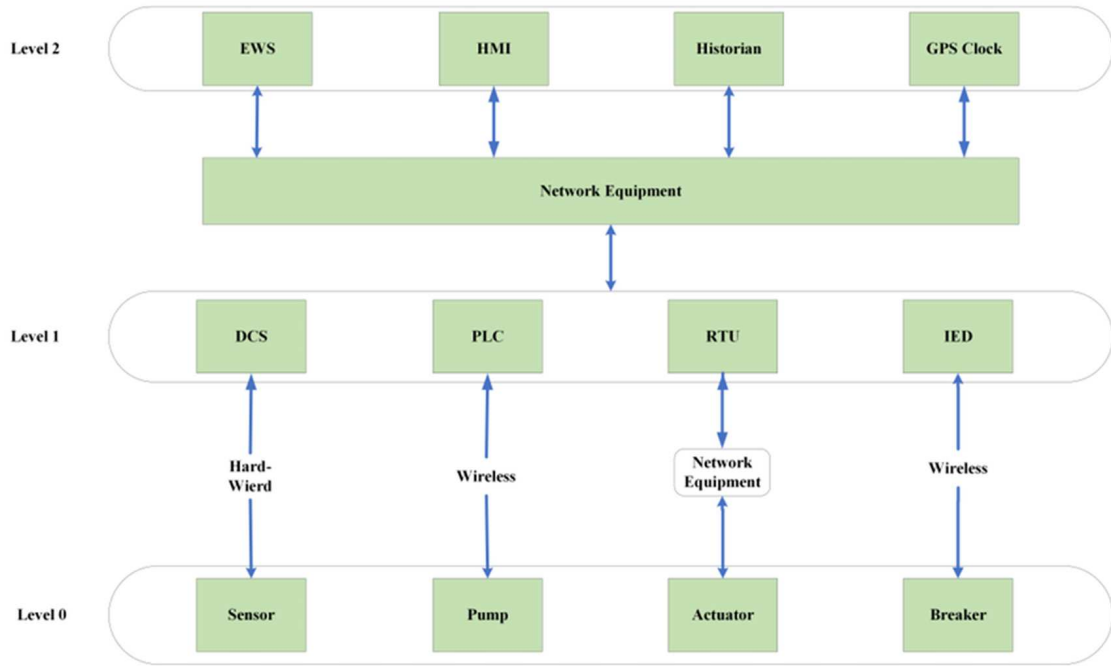 Level 2
EWS
HMI
Historian
GPS Clock
Network Equipment
Level 1
DCS
PLC
RTU
IED
Hard-
Wierd
Wireless
Network
Equipment
Wireless
Level 0
Sensor
Pump
Actuator
Breaker